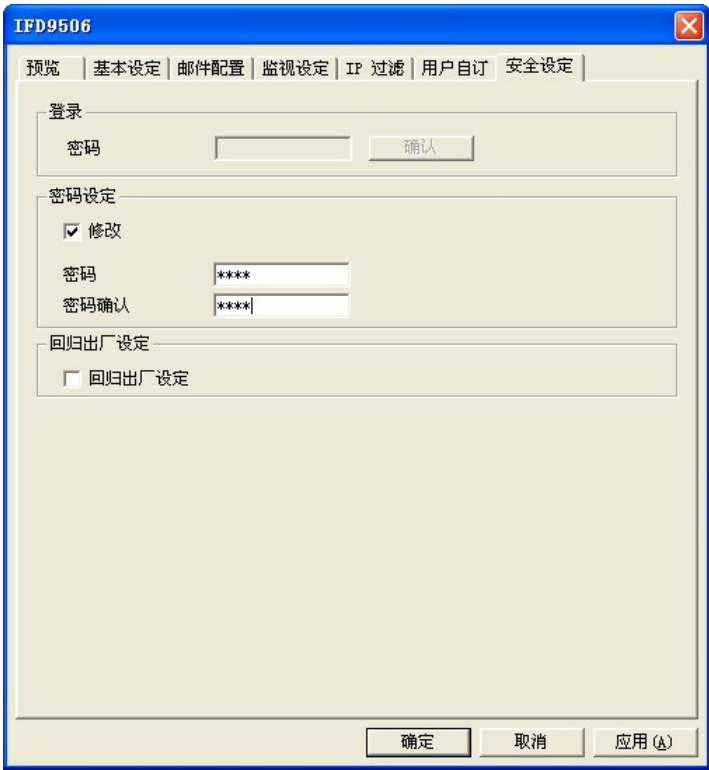 IFD9506
预览 基本设定 邮件配置 监视设定 IP 过滤 用户自订 安全设定
登录
密码 确认
密码设定
修改
密码 ****
密码确认 ****
回归出厂设定
回归出厂设定
确定 取消 应用(A)